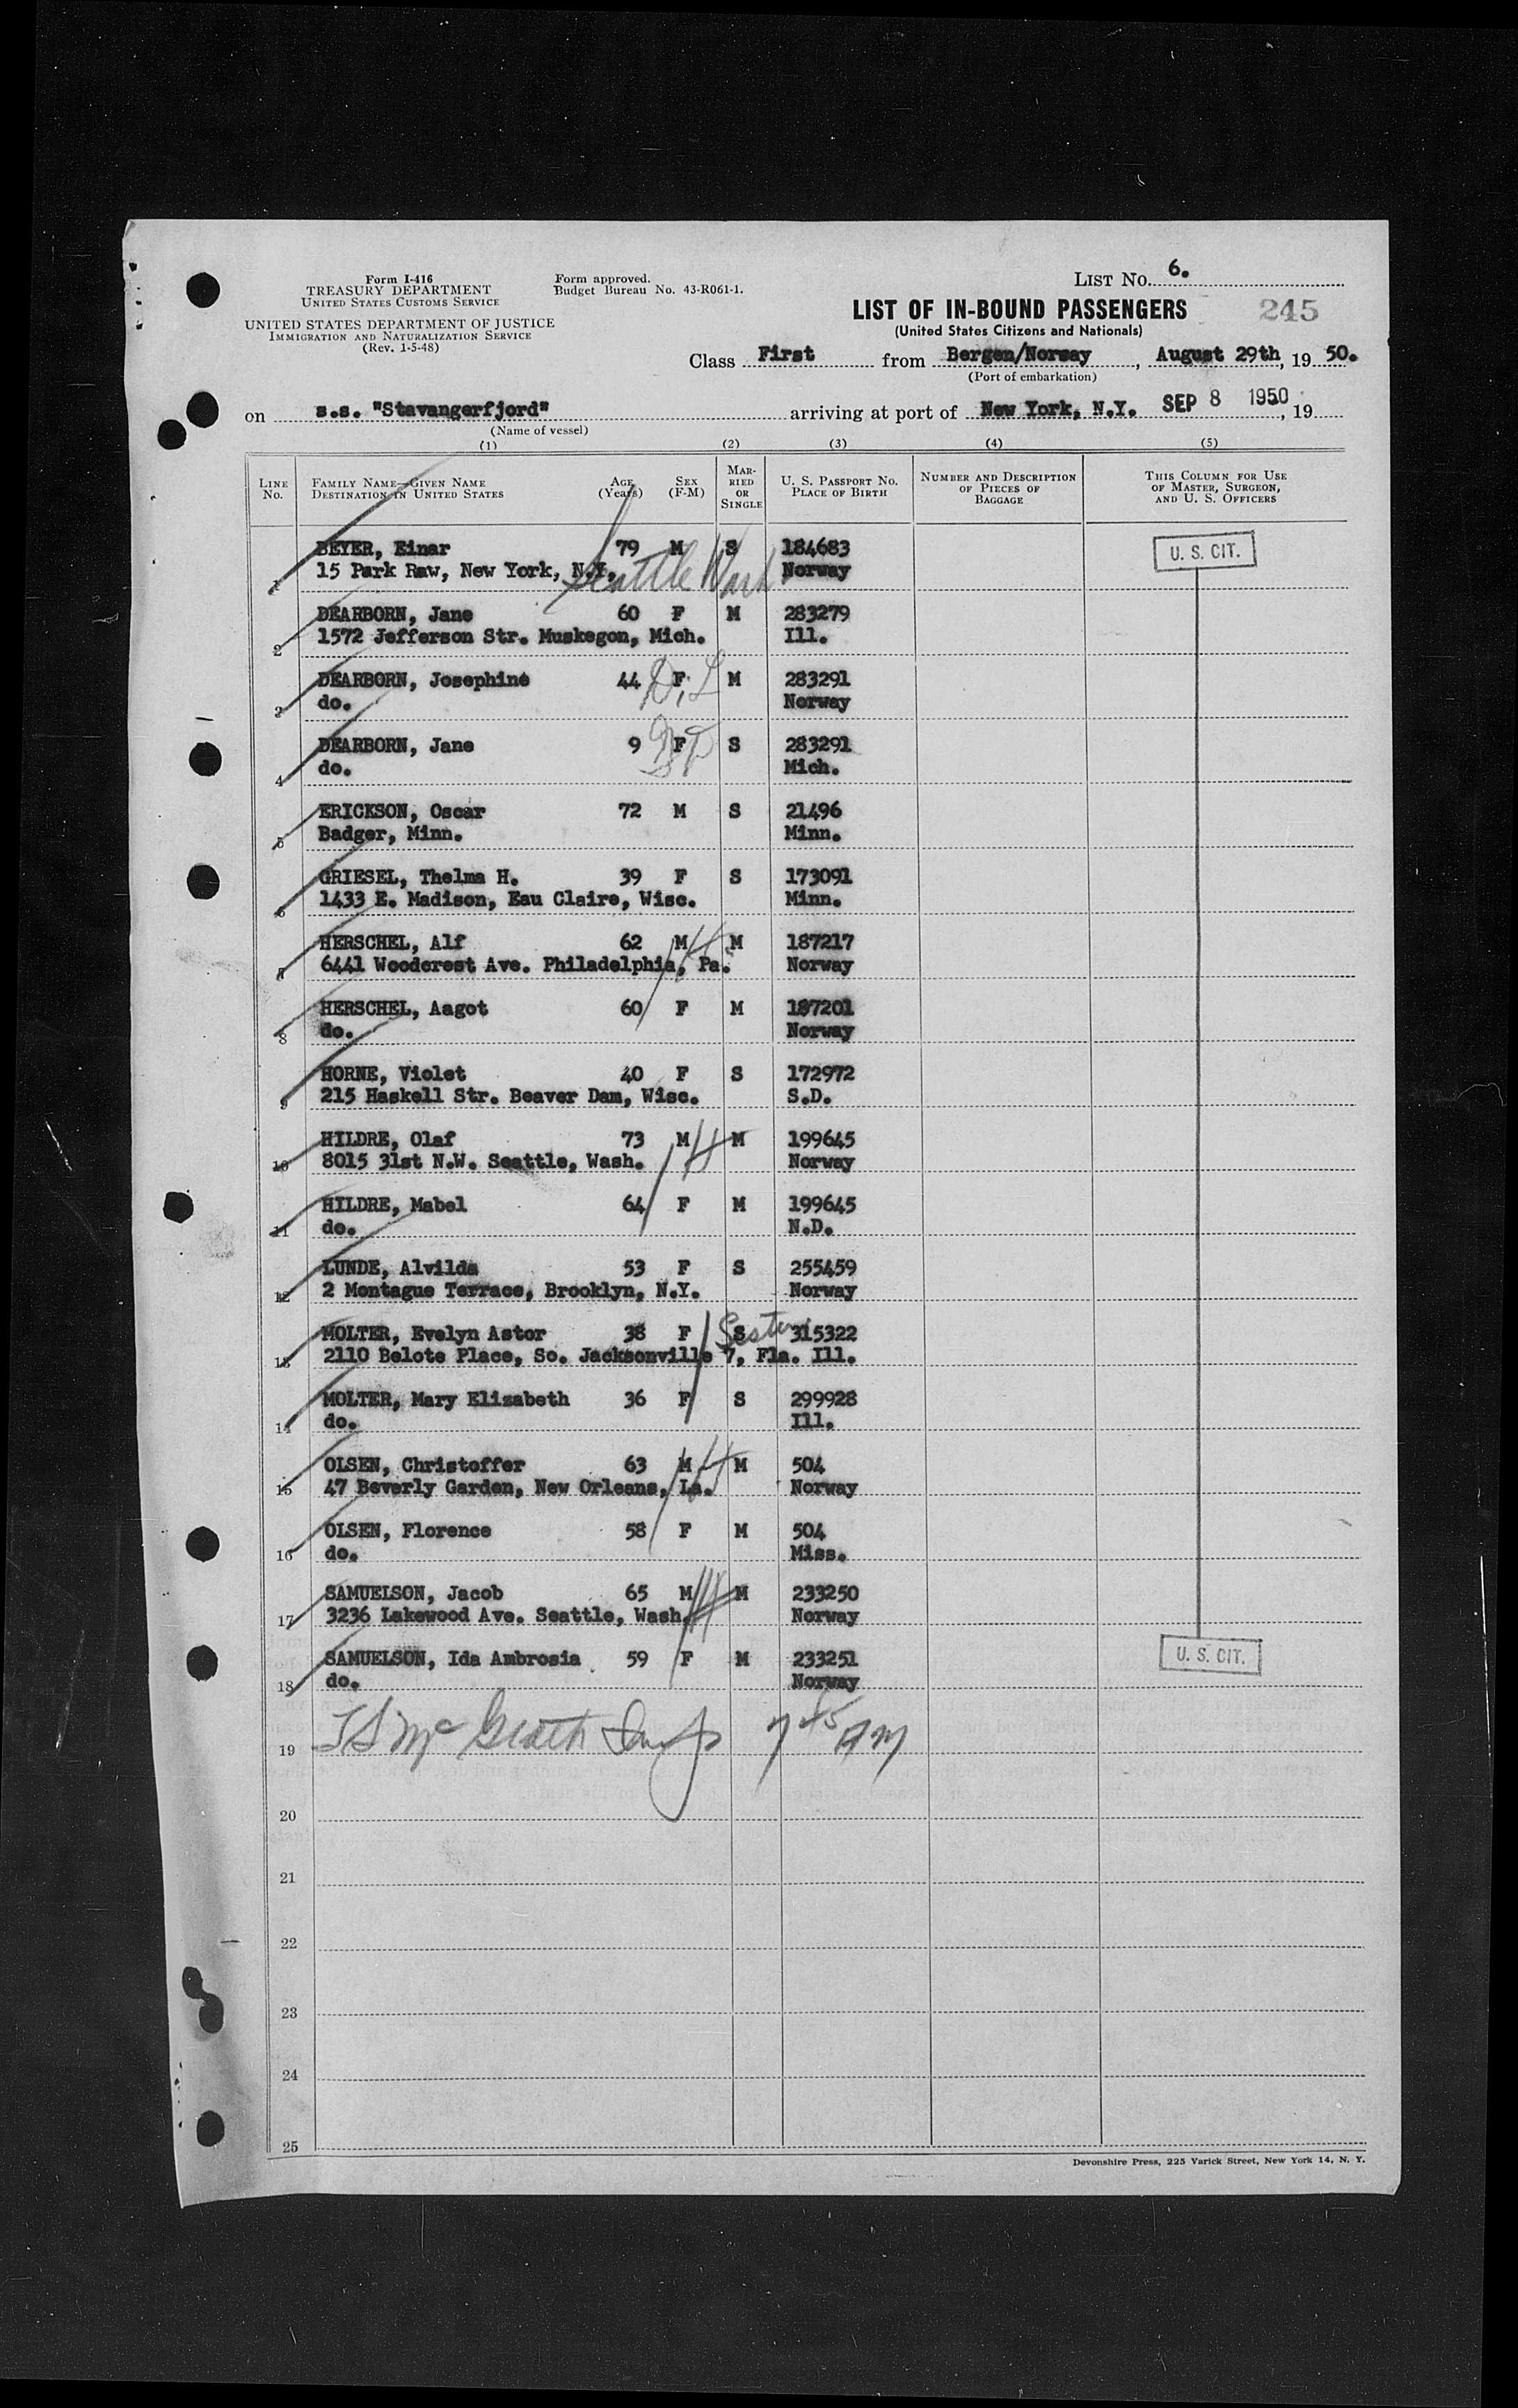 Form I-416
TREASURY DEPARTMENT
UNITED STATES CUSTOMS SERVICE
UNITED STATES DEPARTMENT OF JUSTICE
IMMIGRATION AND NATURALIZATION SERVICE
(Rev. 1-5-48)
Form approved.
Budget Bureau No. 43-R061-1.
LIST No. 6.
LIST OF IN-BOUND PASSENGERS 245
(United States Citizens and Nationals)
Class First from Bergen/Norway, August 29th, 19 50.
(Port of embarkation)
on s.s. "Stavangerfjord" arriving at port of New York, N.Y. SEP 8 1950, 19
(Name of vessel)
(1) (2) (3) (4) (5)
LINE No. FAMILY NAME—GIVEN NAME DESTINATION IN UNITED STATES AGE (Years) SEX (F-M) MARRIED OR SINGLE U. S. PASSPORT NO. PLACE OF BIRTH NUMBER AND DESCRIPTION OF PIECES OF BAGGAGE THIS COLUMN FOR USE OF MASTER, SURGEON, AND U. S. OFFICERS
BEYER, Einar 79 M S 184683 U. S. CIT.
1 15 Park Raw, New York, N.Y. Seattle Wash Norway
DEARBORN, Jane 60 F M 283279
2 1572 Jefferson Str. Muskegon, Mich. Ill.
DEARBORN, Josephine 44 F M 283291
3 do. Norway
DEARBORN, Jane 9 F S 283291
4 do. Mich.
ERICKSON, Oscar 72 M S 21496
5 Badger, Minn. Minn.
GRIESEL, Thelma H. 39 F S 173091
6 1433 E. Madison, Eau Claire, Wisc. Minn.
HERSCHEL, Alf 62 M M 187217
7 6441 Woodcrest Ave. Philadelphia, Pa. Norway
HERSCHEL, Aagot 60 F M 187201
8 do. Norway
HORNE, Violet 40 F S 172972
9 215 Haskell Str. Beaver Dam, Wisc. S.D.
HILDRE, Olaf 73 M M 199645
10 8015 31st N.W. Seattle, Wash. Norway
HILDRE, Mabel 64 F M 199645
11 do. N.D.
LUNDE, Alvilda 53 F S 255459
12 2 Montague Terrace, Brooklyn, N.Y. Norway
MOLTER, Evelyn Astor 38 F S 315322
13 2110 Belote Place, So. Jacksonville 7, Fla. Ill.
MOLTER, Mary Elizabeth 36 F S 299928
14 do. Ill.
OLSEN, Christoffer 63 M M 504
15 47 Beverly Garden, New Orleans, La. Norway
OLSEN, Florence 58 F M 504
16 do. Miss.
SAMUELSON, Jacob 65 M M 233250
17 3236 Lakewood Ave. Seattle, Wash. Norway
SAMUELSON, Ida Ambrosia 59 F M 233251 U. S. CIT.
18 do. Norway
19 7 45 AM
20
21
22
23
24
25
Devonshire Press, 225 Varick Street, New York 14, N. Y.